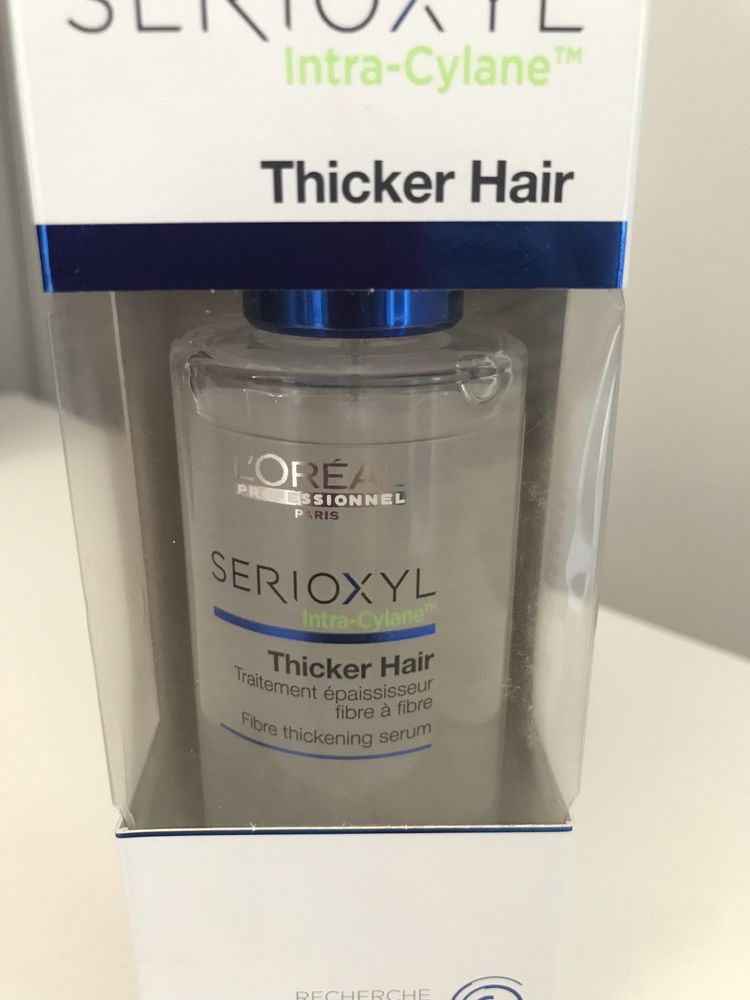 SERIOXYL
Intra-Cylane™
Thicker Hair
L'ORÉAL
PROFESSIONNEL
PARIS
SERIOXYL
Intra-Cylane™
Thicker Hair
Traitement épaississeur
fibre à fibre
Fibre thickening serum
RECHERCHE